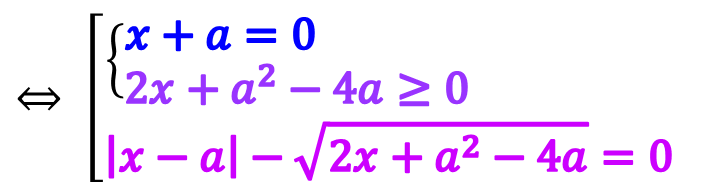 x + a = 0
⇔ [ { 2x + a² − 4a ≥ 0
|x − a| − √(2x + a² − 4a) = 0